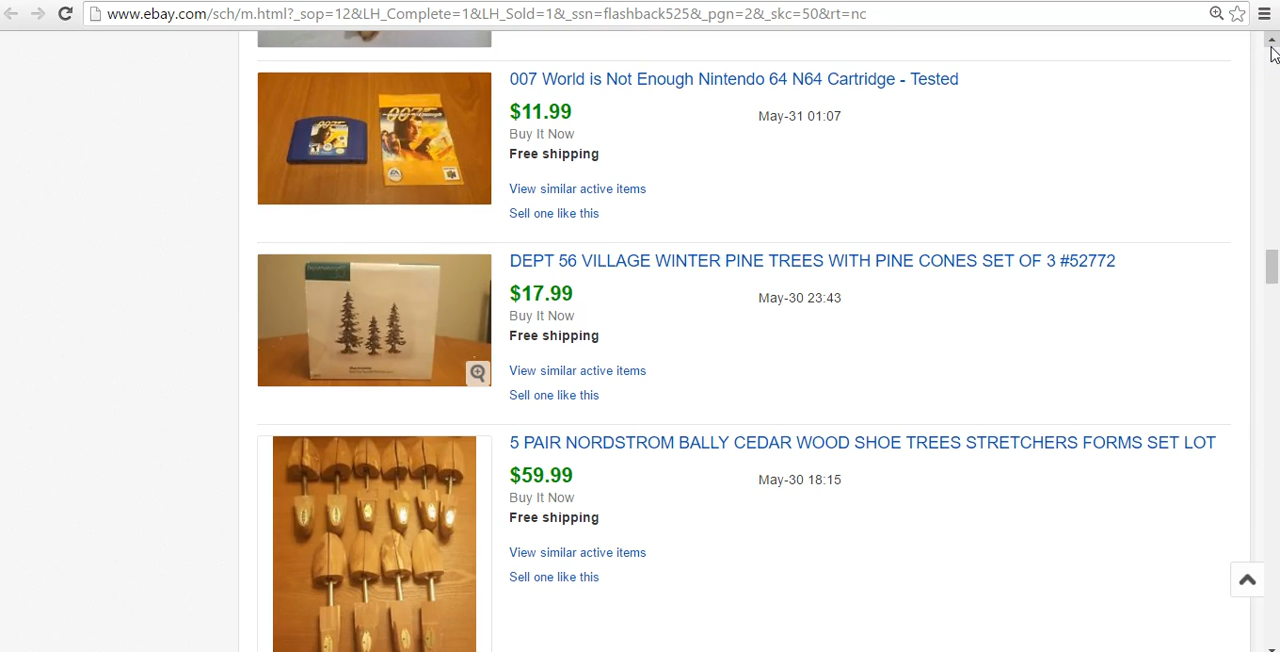 www.ebay.com/sch/m.html?_sop=12&LH_Complete=1&LH_Sold=1&_ssn=flashback525&_pgn=2&_skc=50&rt=nc
007 World is Not Enough Nintendo 64 N64 Cartridge - Tested
$11.99
May-31 01:07
Buy It Now
Free shipping
View similar active items
Sell one like this
007
DEPT 56 VILLAGE WINTER PINE TREES WITH PINE CONES SET OF 3 #52772
$17.99
May-30 23:43
Buy It Now
Free shipping
View similar active items
Sell one like this
5 PAIR NORDSTROM BALLY CEDAR WOOD SHOE TREES STRETCHERS FORMS SET LOT
$59.99
May-30 18:15
Buy It Now
Free shipping
View similar active items
Sell one like this